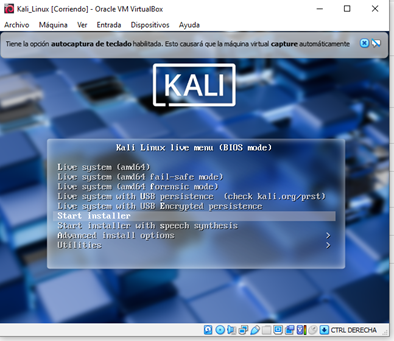 Kali_Linux [Corriendo] - Oracle VM VirtualBox
Archivo Máquina Ver Entrada Dispositivos Ayuda
Tiene la opción autocaptura de teclado habilitada. Esto causará que la máquina virtual capture automáticamente
KALI
Kali Linux live menu (BIOS mode)
Live system (amd64)
Live system (amd64 fail-safe mode)
Live system (amd64 forensic mode)
Live system with USB persistence (check kali.org/prst)
Live system with USB Encrypted persistence
Start installer
Start installer with speech synthesis
Advanced install options >
Utilities >
CTRL DERECHA